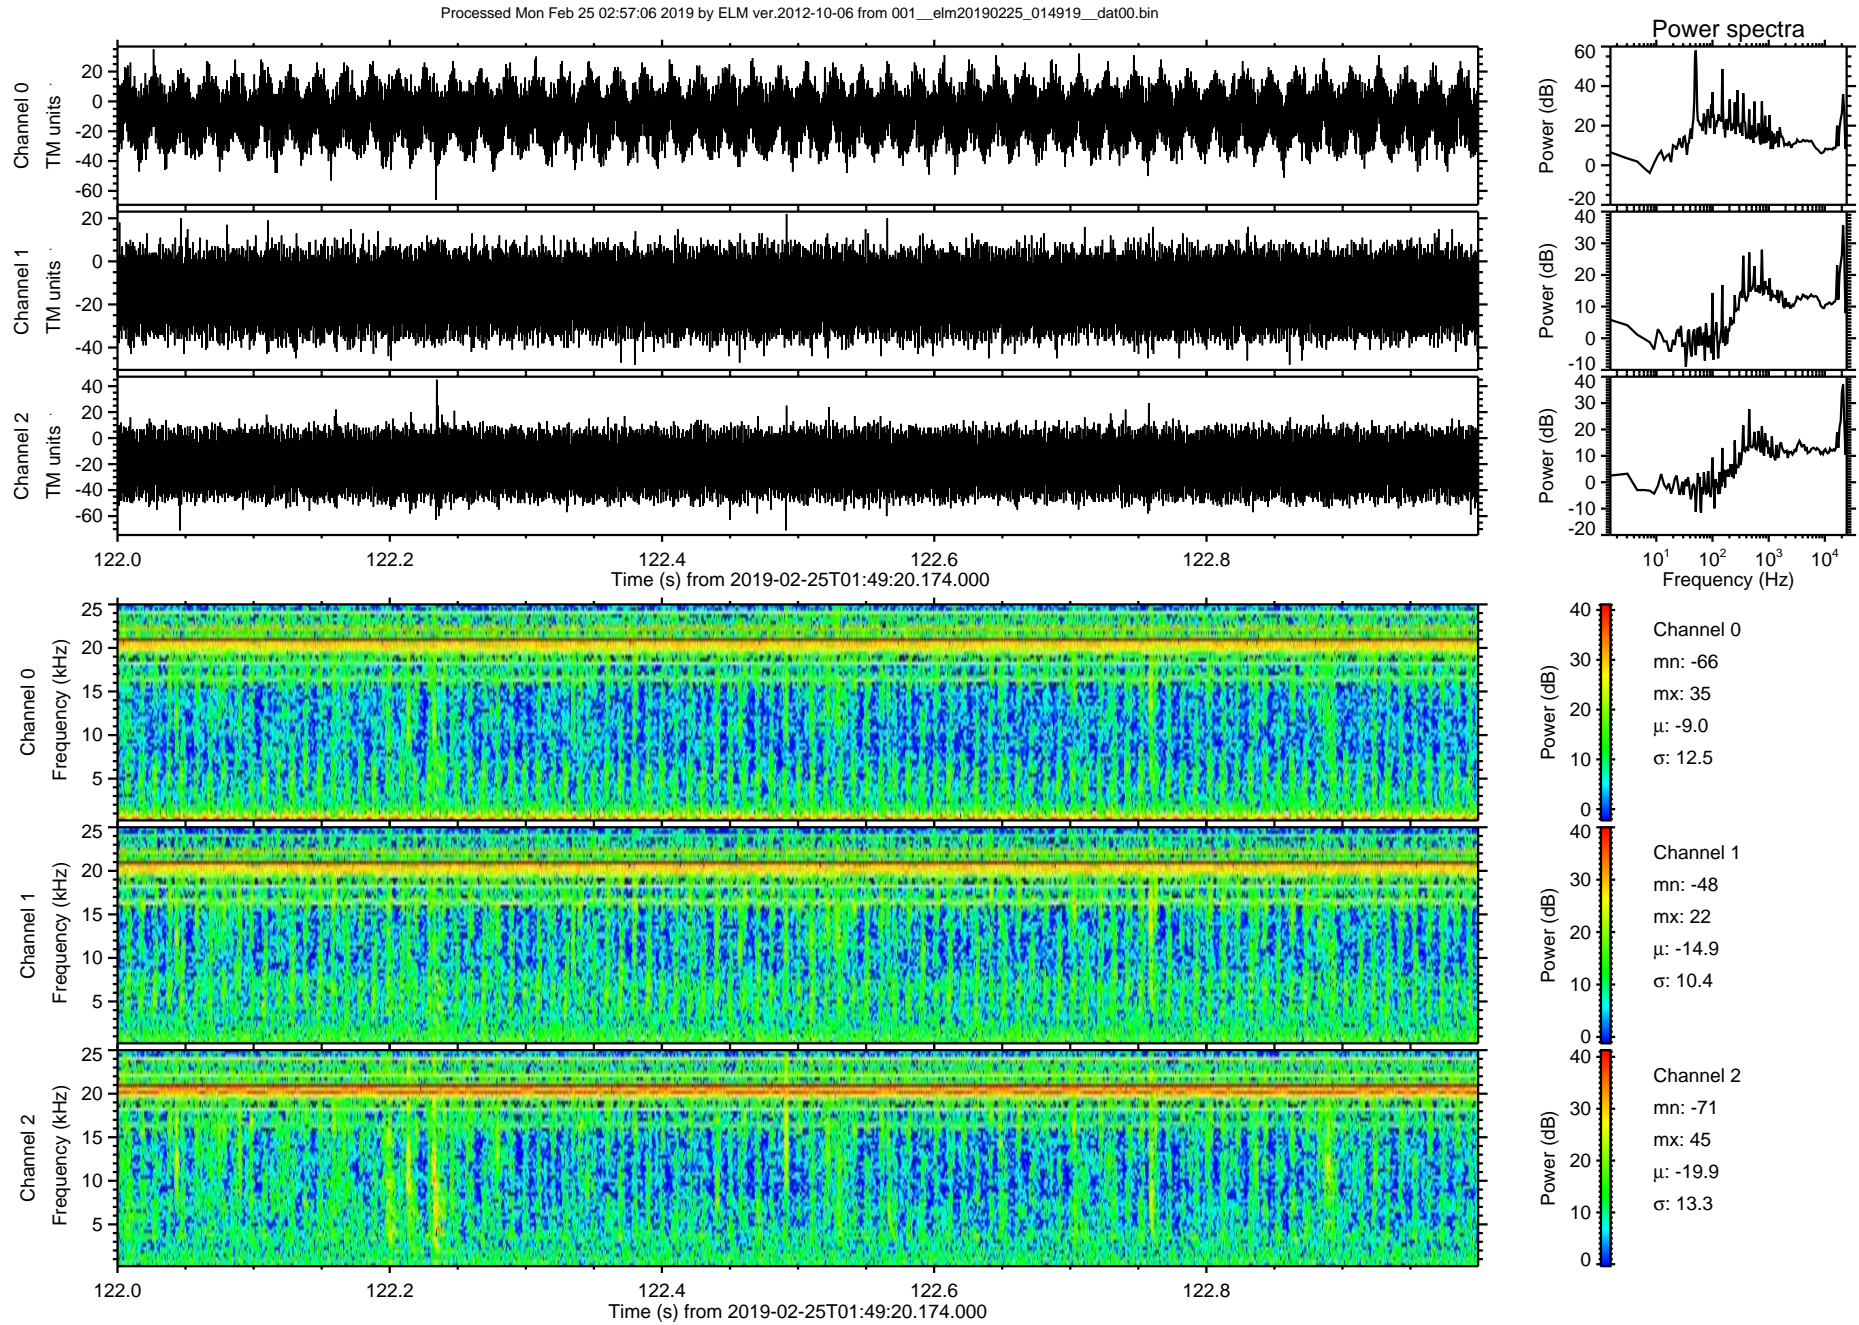 Processed Mon Feb 25 02:57:06 2019 by ELM ver.2012-10-06 from 001__elm20190225_014919__dat00.bin
Power spectra
Channel 0
TM units
20
0
-20
-40
-60
Power (dB)
60
40
20
0
-20
Channel 1
TM units
20
0
-20
-40
Power (dB)
40
30
20
10
0
-10
Channel 2
TM units
40
20
0
-20
-40
-60
Power (dB)
40
30
20
10
0
-10
-20
122.0 122.2 122.4 122.6 122.8
Time (s) from 2019-02-25T01:49:20.174.000
10¹ 10² 10³ 10⁴
Frequency (Hz)
Channel 0
Frequency (kHz)
25
20
15
10
5
Power (dB)
40
30
20
10
0
Channel 0
mn: -66
mx: 35
µ: -9.0
σ: 12.5
Channel 1
Frequency (kHz)
25
20
15
10
5
Power (dB)
40
30
20
10
0
Channel 1
mn: -48
mx: 22
µ: -14.9
σ: 10.4
Channel 2
Frequency (kHz)
25
20
15
10
5
Power (dB)
40
30
20
10
0
Channel 2
mn: -71
mx: 45
µ: -19.9
σ: 13.3
122.0 122.2 122.4 122.6 122.8
Time (s) from 2019-02-25T01:49:20.174.000